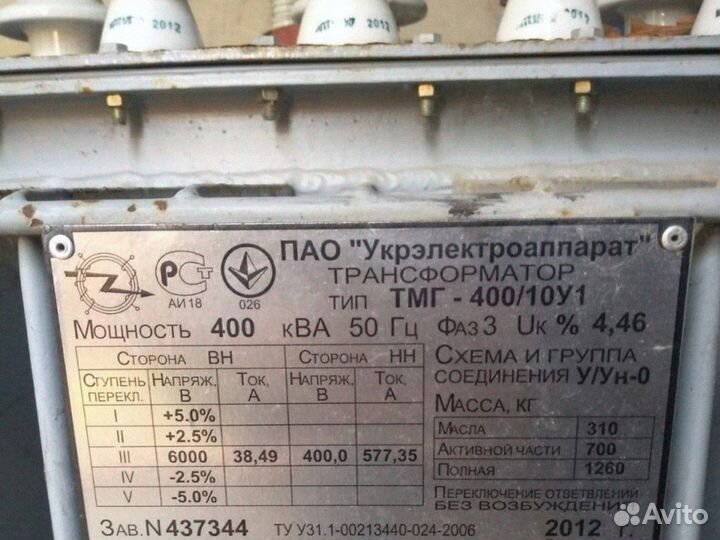 2012
2012
ПАО "Укрэлектроаппарат"
ТРАНСФОРМАТОР
АИ18
026
ТИП ТМГ - 400/10У1
Мощность 400 кВА 50 Гц Фаз 3 Uк % 4,46
Сторона ВН Сторона НН
Ступень перекл. Напряж. В Ток, А Напряж. В Ток, А
I +5.0%
II +2.5%
III 6000 38,49 400,0 577,35
IV -2.5%
V -5.0%
Схема и группа
соединения У/Ун-0
Масса, кг
Масла 310
Активной части 700
Полная 1260
Переключение ответвлений
БЕЗ ВОЗБУЖДЕНИЯ
Зав.N 437344 ТУ У31.1-00213440-024-2006 2012 г.
Avito